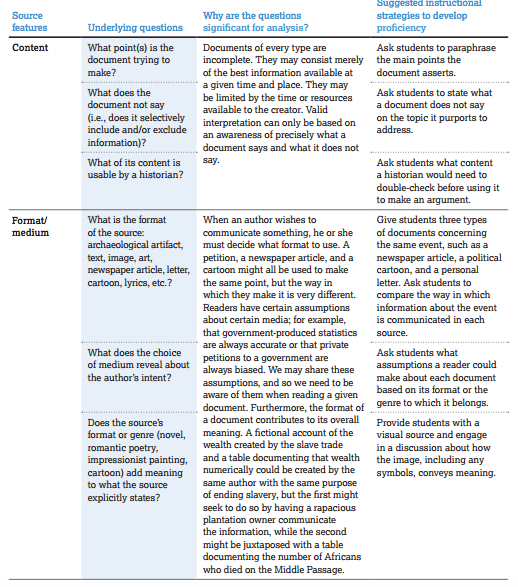 Source
features
Underlying questions
Why are the questions
significant for analysis?
Suggested instructional
strategies to develop
proficiency
Content
What point(s) is the
document trying to
make?
What does the
document not say
(i.e., does it selectively
include and/or exclude
information)?
What of its content is
usable by a historian?
Documents of every type are
incomplete. They may consist merely
of the best information available at
a given time and place. They may
be limited by the time or resources
available to the creator. Valid
interpretation can only be based on
an awareness of precisely what a
document says and what it does not
say.
Ask students to paraphrase
the main points the
document asserts.
Ask students to state what
a document does not say
on the topic it purports to
address.
Ask students what content
a historian would need to
double-check before using it
to make an argument.
Format/
medium
What is the format
of the source:
archaeological artifact,
text, image, art,
newspaper article, letter,
cartoon, lyrics, etc.?
What does the choice
of medium reveal about
the author's intent?
Does the source's
format or genre (novel,
romantic poetry,
impressionist painting,
cartoon) add meaning
to what the source
explicitly states?
When an author wishes to
communicate something, he or she
must decide what format to use. A
petition, a newspaper article, and a
cartoon might all be used to make
the same point, but the way in
which they make it is very different.
Readers have certain assumptions
about certain media; for example,
that government-produced statistics
are always accurate or that private
petitions to a government are
always biased. We may share these
assumptions, and so we need to be
aware of them when reading a given
document. Furthermore, the format of
a document contributes to its overall
meaning. A fictional account of the
wealth created by the slave trade
and a table documenting that wealth
numerically could be created by the
same author with the same purpose
of ending slavery, but the first might
seek to do so by having a rapacious
plantation owner communicate
the information, while the second
might be juxtaposed with a table
documenting the number of Africans
who died on the Middle Passage.
Give students three types
of documents concerning
the same event, such as a
newspaper article, a political
cartoon, and a personal
letter. Ask students to
compare the way in which
information about the event
is communicated in each
source.
Ask students what
assumptions a reader could
make about each document
based on its format or the
genre to which it belongs.
Provide students with a
visual source and engage
in a discussion about how
the image, including any
symbols, conveys meaning.